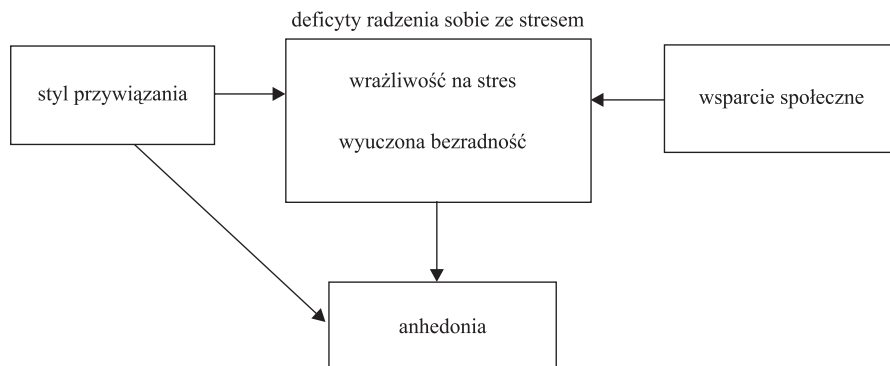 deficyty radzenia sobie ze stresem
styl przywiązania
wrażliwość na stres
wyuczona bezradność
wsparcie społeczne
anhedonia